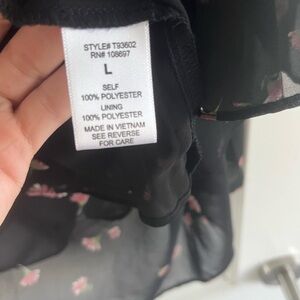 STYLE# T93602
RN# 108697
L
SELF
100% POLYESTER
LINING
100% POLYESTER
MADE IN VIETNAM
SEE REVERSE
FOR CARE